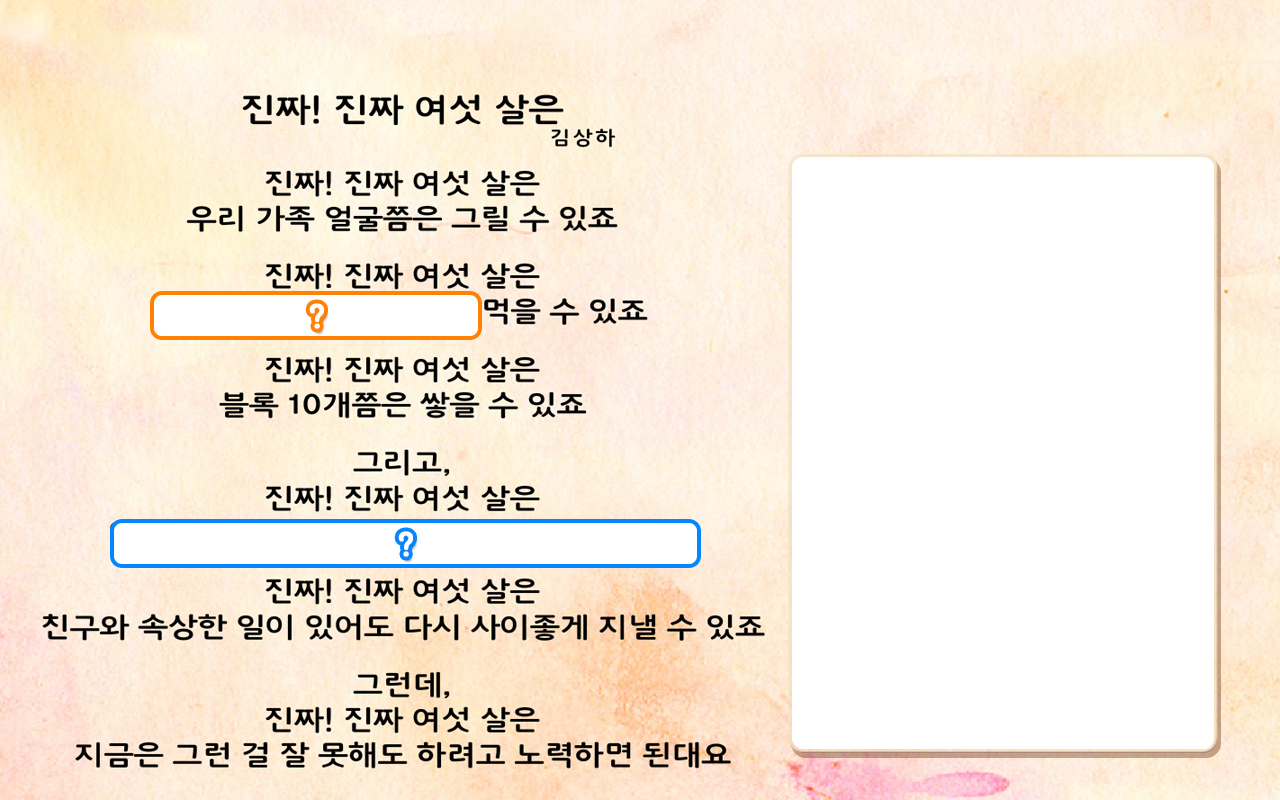 진짜! 진짜 여섯 살은
김상하
진짜! 진짜 여섯 살은
우리 가족 얼굴쯤은 그릴 수 있죠
진짜! 진짜 여섯 살은
? 먹을 수 있죠
진짜! 진짜 여섯 살은
블록 10개쯤은 쌓을 수 있죠
그리고,
진짜! 진짜 여섯 살은
?
진짜! 진짜 여섯 살은
친구와 속상한 일이 있어도 다시 사이좋게 지낼 수 있죠
그런데,
진짜! 진짜 여섯 살은
지금은 그런 걸 잘 못해도 하려고 노력하면 된대요